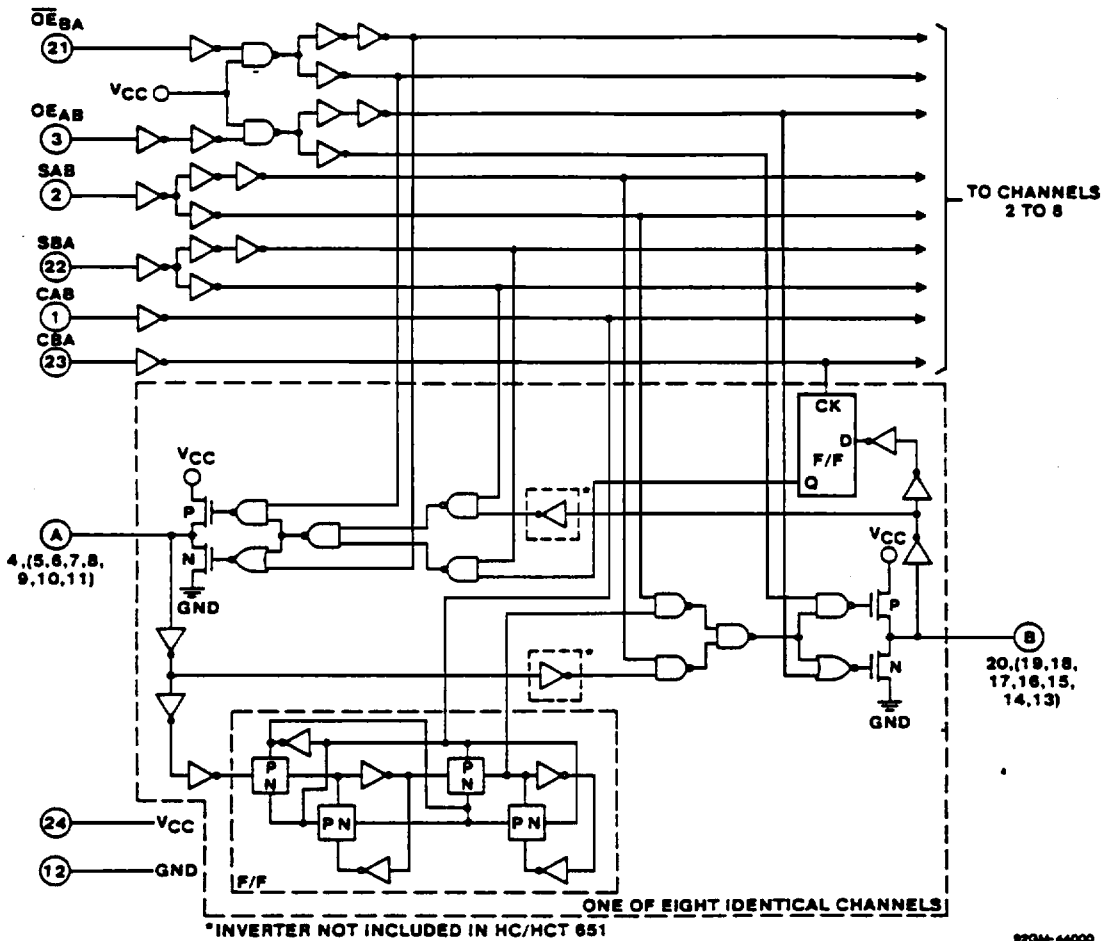 OEBA
21
VCC
OEAB
3
SAB
2
SBA
22
CAB
1
CBA
23
TO CHANNELS
2 TO 8
CK
D
F/F
Q
VCC
P
N
GND
A
4,(5,6,7,8,
9,10,11)
*
VCC
P
N
GND
B
20,(19,18,
17,16,15,
14,13)
*
P
N
P
N
P N
P N
F/F
24
VCC
12
GND
ONE OF EIGHT IDENTICAL CHANNELS
*INVERTER NOT INCLUDED IN HC/HCT 651